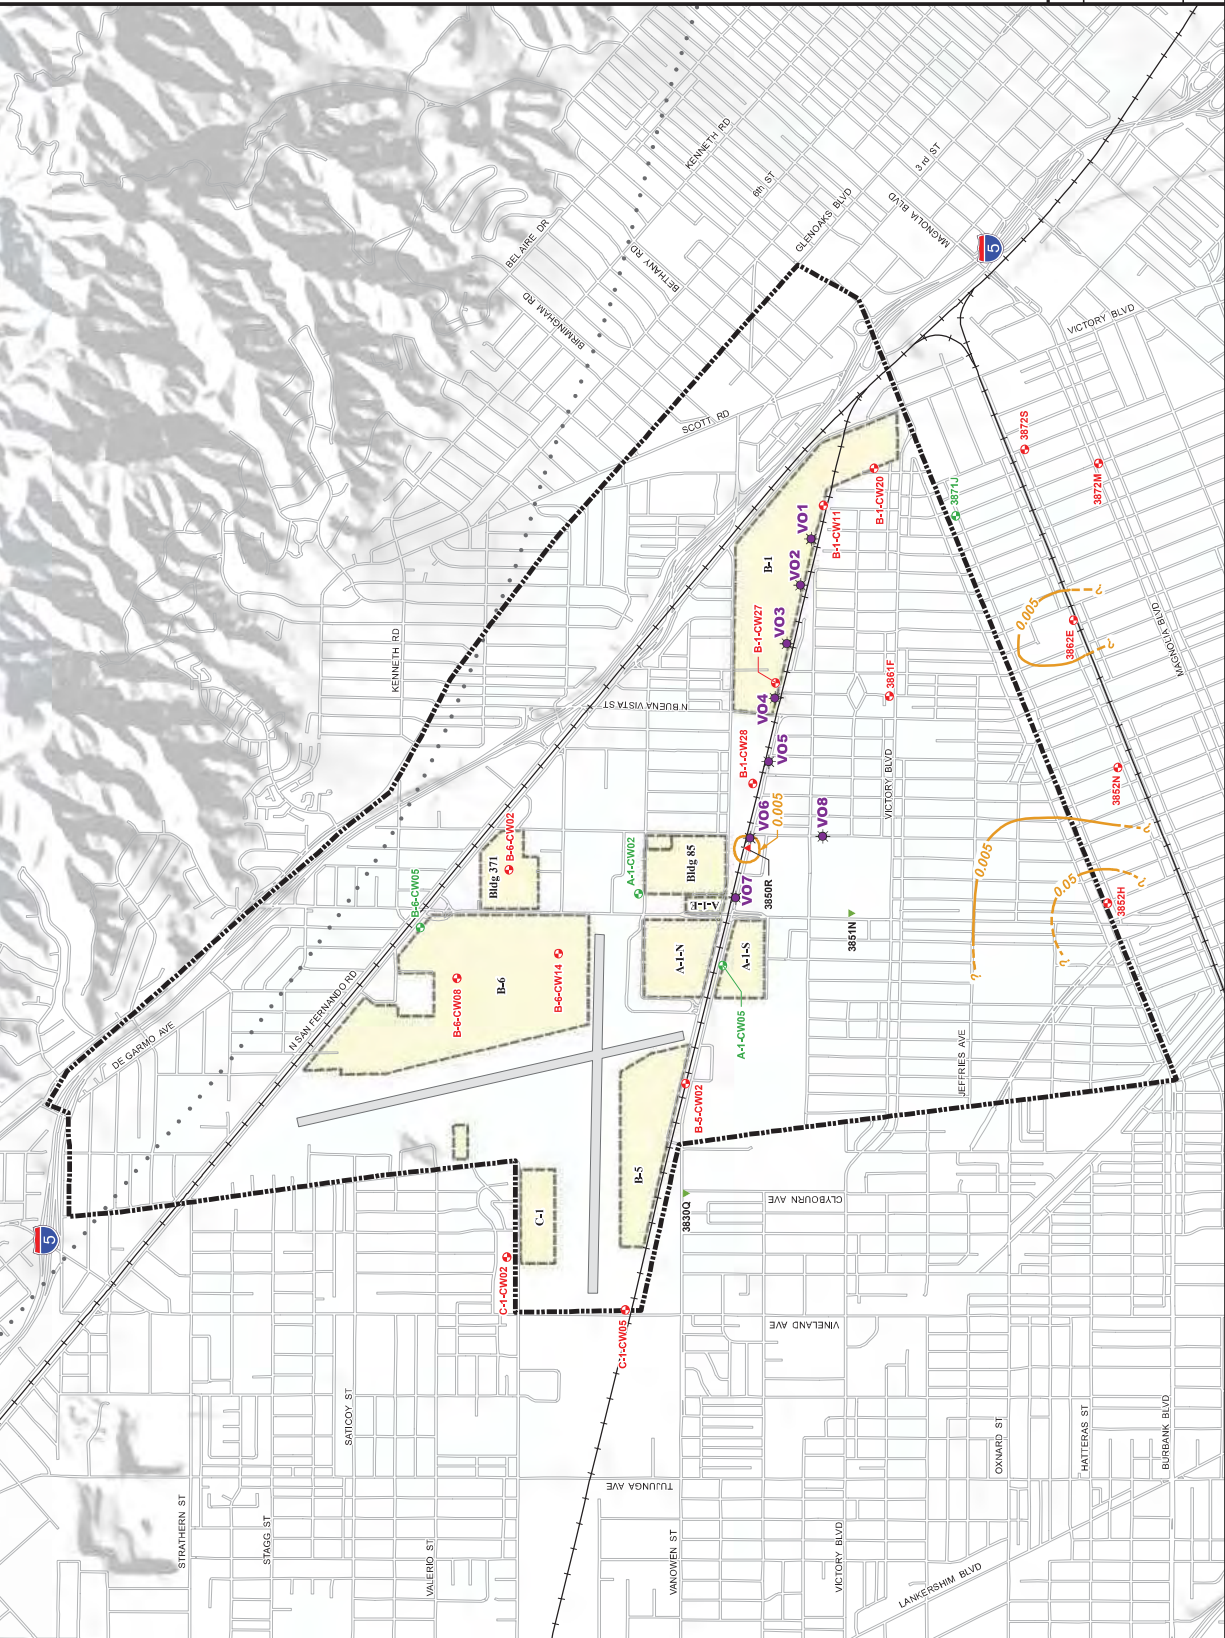 KENNETH RD
6th ST
3 rd ST
GLENOAKS BLVD
MAGNOLIA BLVD
BEL AIRE DR
BETHANY RD
BIRMINGHAM RD
5
VICTORY BLVD
SCOTT RD
3872S
3872M
3871J
B-1-CW20
B-1-CW11
VO1
B-1
VO2
VO3
B-1-CW27
0.005
3862E
MAGNOLIA BLVD
KENNETH RD
N BUENA VISTA ST
VO4
3861F
B-1-CW28
VO5
VICTORY BLVD
3852N
VO6
0.005
VO8
B-6-CW02
Bldg 371
A-1-CW02
Bldg 85
B-6-CW05
VO7
3850R
A-1-E
3851N
0.005
0.05
3852H
A-1-N
A-1-S
B-6-CW08
B-6
B-6-CW14
A-1-CW05
N SAN FERNANDO RD
DE GARMO AVE
JEFFRIES AVE
B-5-CW02
B-5
C-1
3830Q
CLYBOURN AVE
5
C-1-CW02
C-1-CW05
VINELAND AVE
SATICOY ST
TUJUNGA AVE
OXNARD ST
HATTERAS ST
BURBANK BLVD
STRATHERN ST
STAGG ST
VALERIO ST
VANOWEN ST
VICTORY BLVD
LANKERSHIM BLVD
?
?
?
?
?
?